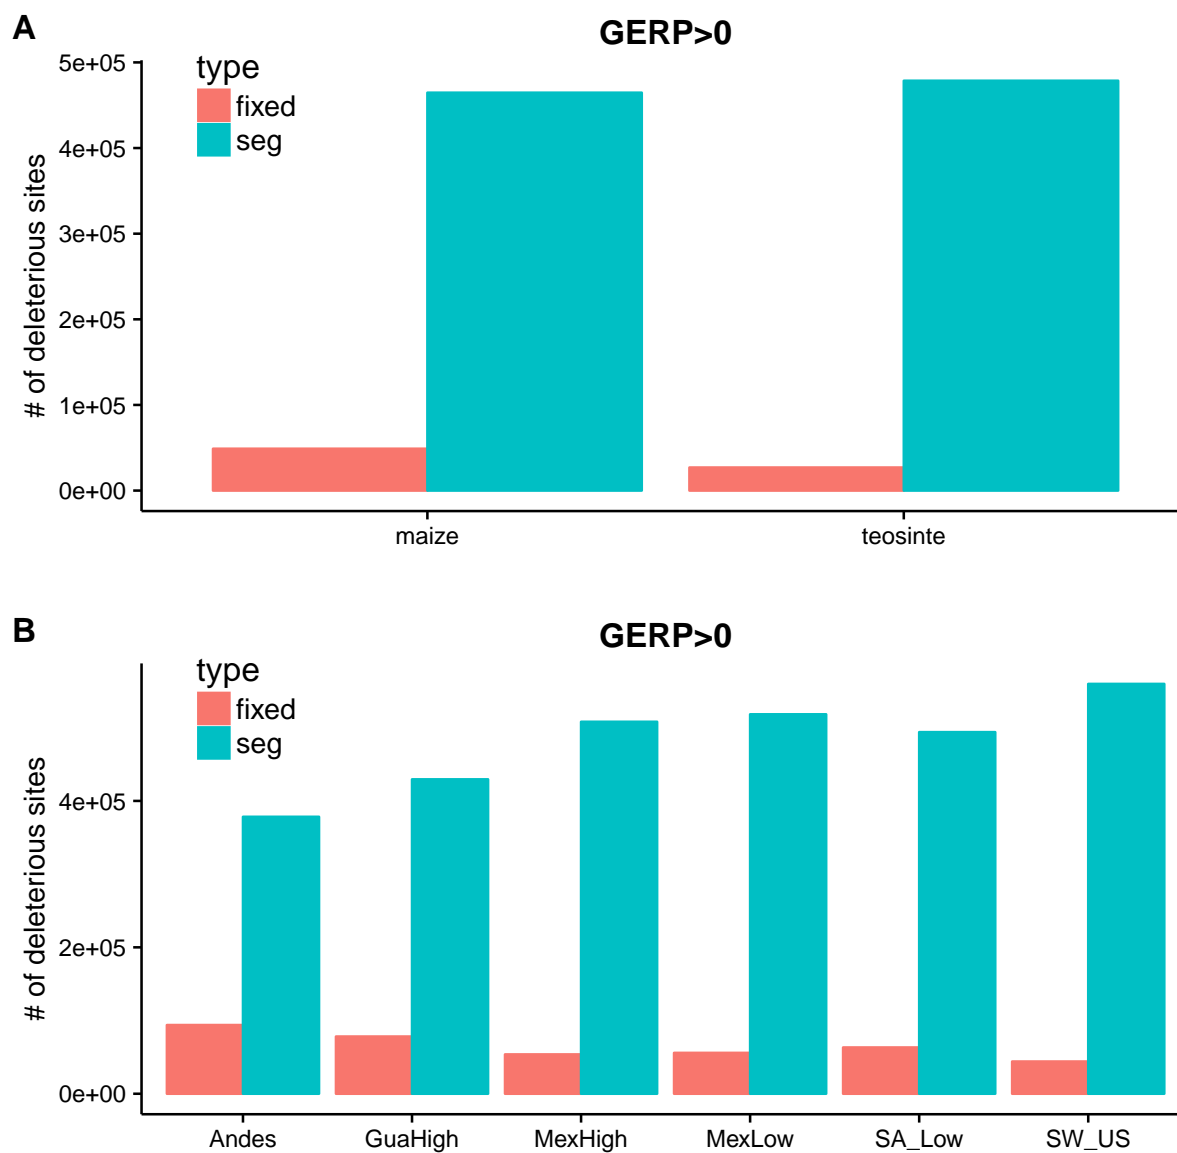 A
GERP>0
type
fixed
seg
# of deleterious sites
5e+05
4e+05
3e+05
2e+05
1e+05
0e+00
maize teosinte
B
GERP>0
type
fixed
seg
# of deleterious sites
4e+05
2e+05
0e+00
Andes GuaHigh MexHigh MexLow SA_Low SW_US